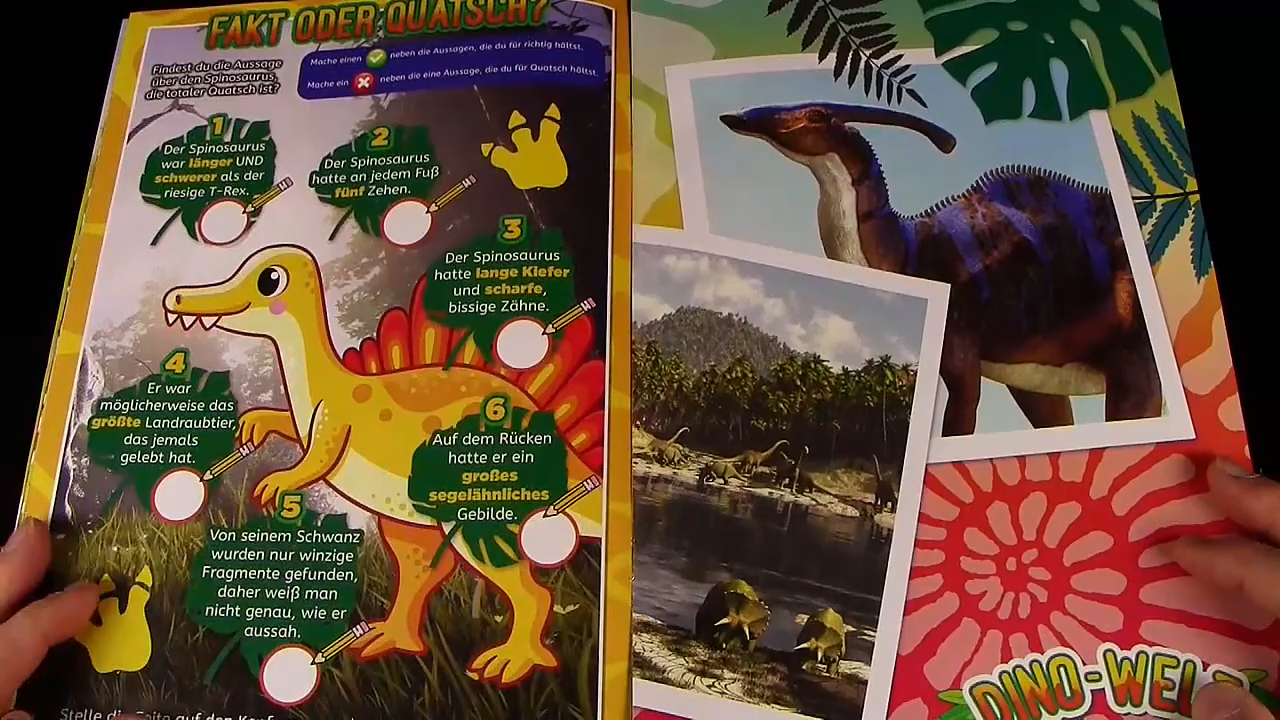 FAKT ODER QUATSCH?
Findest du die Aussage
über den Spinosaurus,
die totaler Quatsch ist?
Mache einen neben die Aussagen, die du für richtig hältst.
Mache ein neben die eine Aussage, die du für Quatsch hältst.
1
Der Spinosaurus
war länger UND
schwerer als der
riesige T-Rex.
2
Der Spinosaurus
hatte an jedem Fuß
fünf Zehen.
3
Der Spinosaurus
hatte lange Kiefer
und scharfe,
bissige Zähne.
4
Er war
möglicherweise das
größte Landraubtier,
das jemals
gelebt hat.
5
Von seinem Schwanz
wurden nur winzige
Fragmente gefunden,
daher weiß man
nicht genau, wie er
aussah.
6
Auf dem Rücken
hatte er ein
großes
segelähnliches
Gebilde.
Stelle die Seite auf den
DINO-WEL